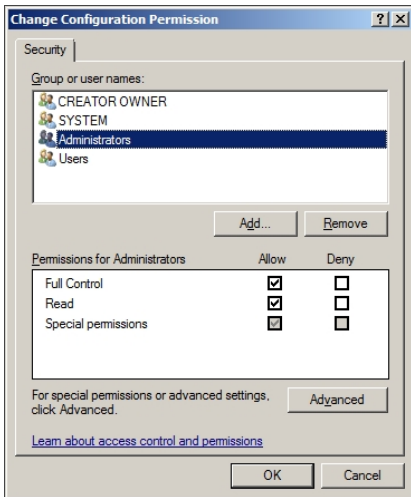 Change Configuration Permission
Security
Group or user names:
CREATOR OWNER
SYSTEM
Administrators
Users
Add... Remove
Permissions for Administrators Allow Deny
Full Control
Read
Special permissions
For special permissions or advanced settings, Advanced
click Advanced.
Learn about access control and permissions
OK Cancel